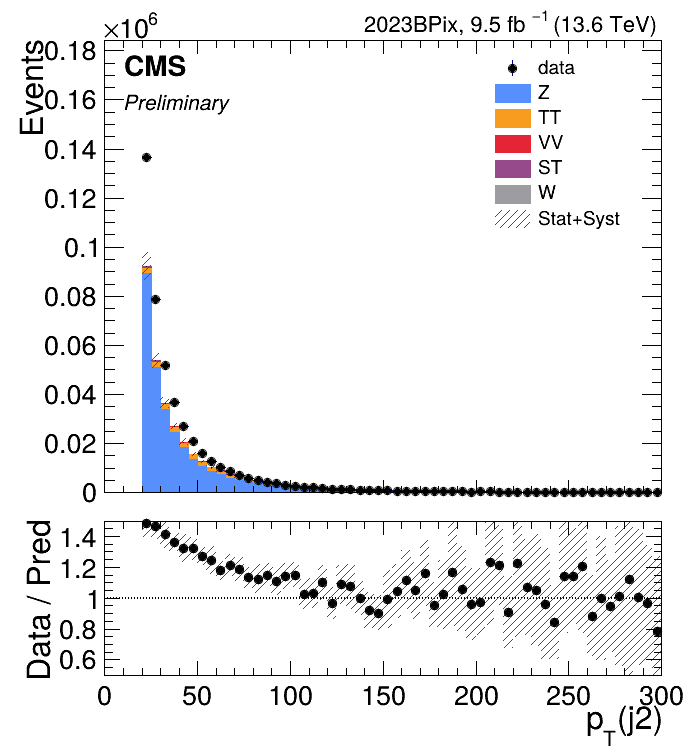 ×10^6
2023BPix, 9.5 fb^-1 (13.6 TeV)
CMS
Preliminary
Events
data
Z
TT
VV
ST
W
Stat+Syst
0.18
0.16
0.14
0.12
0.1
0.08
0.06
0.04
0.02
0
Data / Pred
1.4
1.2
1
0.8
0.6
0 50 100 150 200 250 300
p_T(j2)